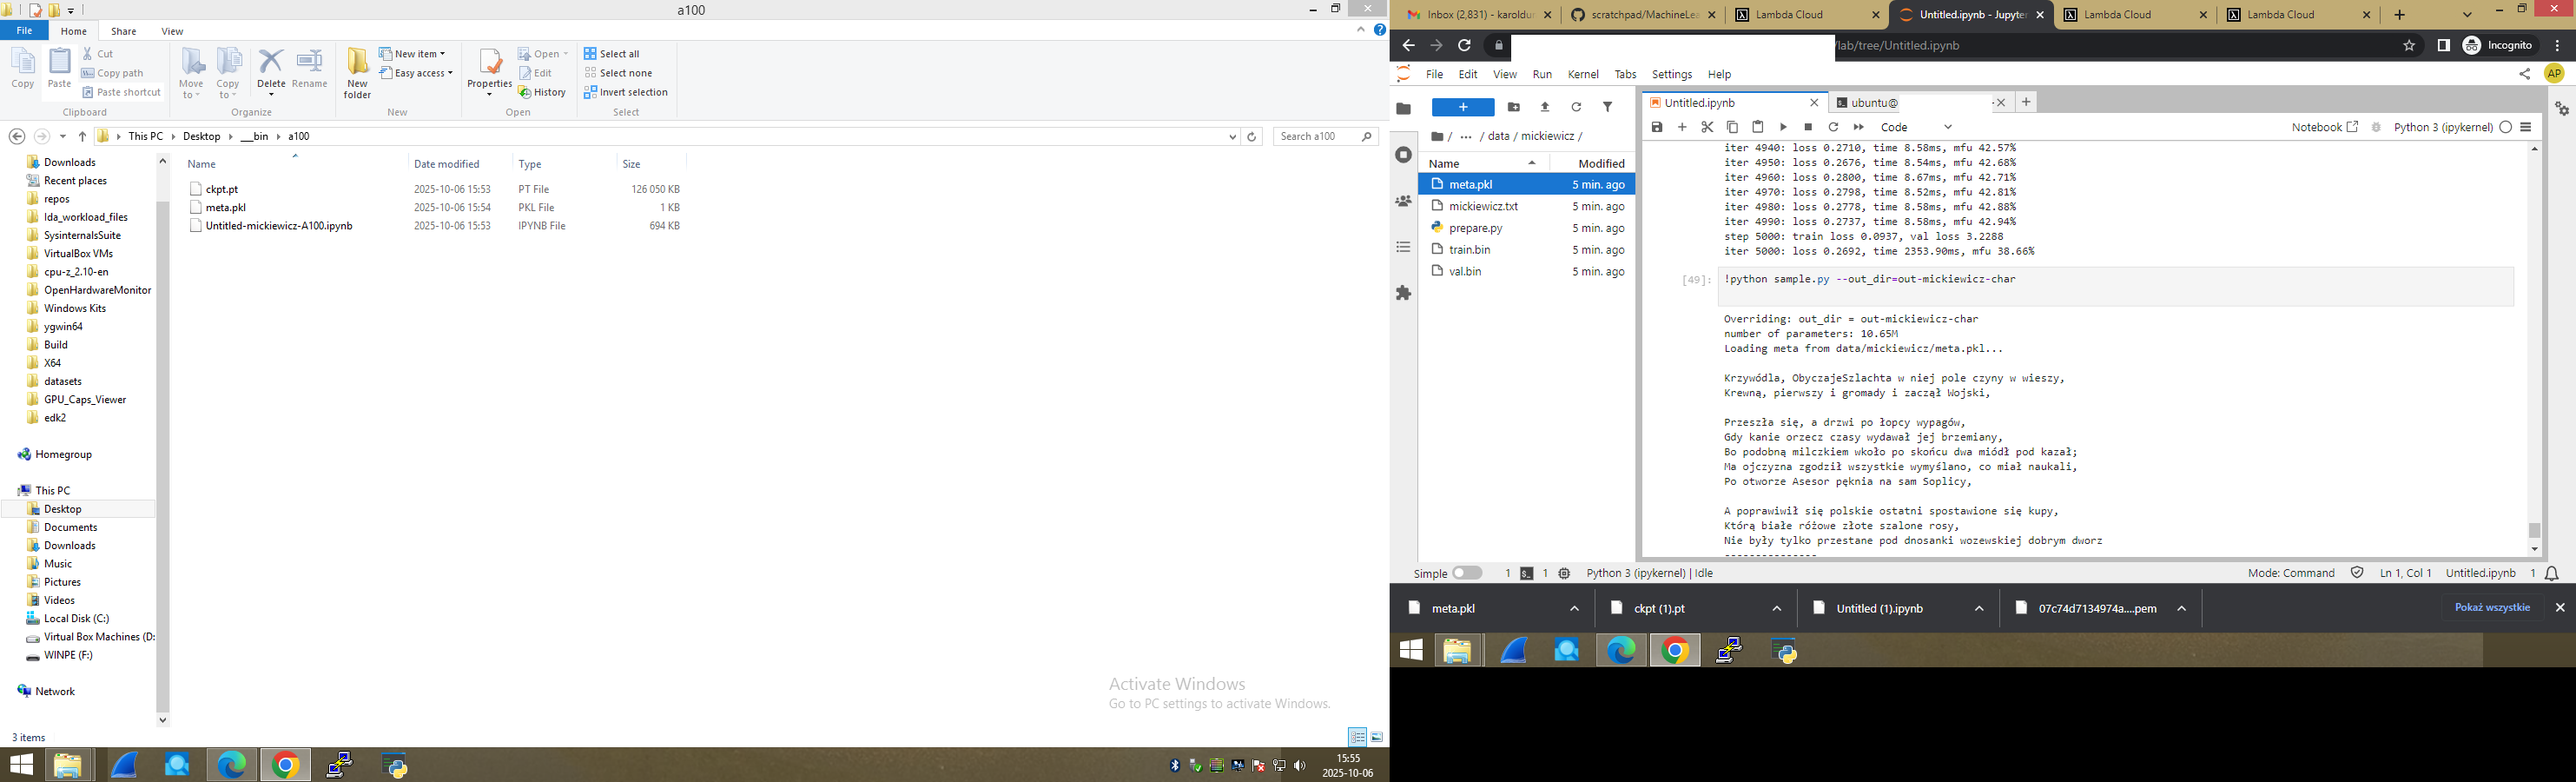 a100
File
Home
Share
View
Copy
Paste
Cut
Copy path
Paste shortcut
Clipboard
Move to
Copy to
Delete
Rename
Organize
New folder
New item
Easy access
New
Properties
Open
Edit
History
Open
Select all
Select none
Invert selection
Select
This PC
Desktop
__bin
a100
Search a100
Downloads
Recent places
repos
lda_workload_files
SysinternalsSuite
VirtualBox VMs
cpu-z_2.10-en
OpenHardwareMonitor
Windows Kits
ygwin64
Build
X64
datasets
GPU_Caps_Viewer
edk2
Homegroup
This PC
Desktop
Documents
Downloads
Music
Pictures
Videos
Local Disk (C:)
Virtual Box Machines (D:
WINPE (F:)
Network
3 items
Name Date modified Type Size
ckpt.pt 2025-10-06 15:53 PT File 126 050 KB
meta.pkl 2025-10-06 15:54 PKL File 1 KB
Untitled-mickiewicz-A100.ipynb 2025-10-06 15:53 IPYNB File 694 KB
Activate Windows
Go to PC settings to activate Windows.
15:55
2025-10-06
Inbox (2,831) - karoldur
scratchpad/MachineLea
Lambda Cloud
Untitled.ipynb - Jupyter
Lambda Cloud
Lambda Cloud
/lab/tree/Untitled.ipynb
Incognito
File Edit View Run Kernel Tabs Settings Help
AP
/ ... / data / mickiewicz /
Name Modified
meta.pkl 5 min. ago
mickiewicz.txt 5 min. ago
prepare.py 5 min. ago
train.bin 5 min. ago
val.bin 5 min. ago
Untitled.ipynb
ubuntu@
Code
Notebook
Python 3 (ipykernel)
iter 4940: loss 0.2710, time 8.58ms, mfu 42.57%
iter 4950: loss 0.2676, time 8.54ms, mfu 42.68%
iter 4960: loss 0.2800, time 8.67ms, mfu 42.71%
iter 4970: loss 0.2798, time 8.52ms, mfu 42.81%
iter 4980: loss 0.2778, time 8.58ms, mfu 42.88%
iter 4990: loss 0.2737, time 8.58ms, mfu 42.94%
step 5000: train loss 0.0937, val loss 3.2288
iter 5000: loss 0.2692, time 2353.90ms, mfu 38.66%
[49]: !python sample.py --out_dir=out-mickiewicz-char
Overriding: out_dir = out-mickiewicz-char
number of parameters: 10.65M
Loading meta from data/mickiewicz/meta.pkl...
Krzywódla, ObyczajeSzlachta w niej pole czyny w wieszy,
Krewną, pierwszy i gromady i zaczął Wojski,
Przeszła się, a drzwi po łopcy wypagów,
Gdy kanie orzecz czasy wydawał jej brzemiany,
Bo podobną milczkiem wkoło po skońcu dwa miódł pod kazał;
Ma ojczyzna zgodził wszystkie wymyślano, co miał naukali,
Po otworze Asesor pęknia na sam Soplicy,
A poprawiwił się polskie ostatni spostawione się kupy,
Którą białe różowe złote szalone rosy,
Nie były tylko przestane pod dnosanki wozewskiej dobrym dworz
---------------
Simple
1
1
Python 3 (ipykernel) | Idle
Mode: Command
Ln 1, Col 1
Untitled.ipynb
1
meta.pkl
ckpt (1).pt
Untitled (1).ipynb
07c74d7134974a....pem
Pokaż wszystkie